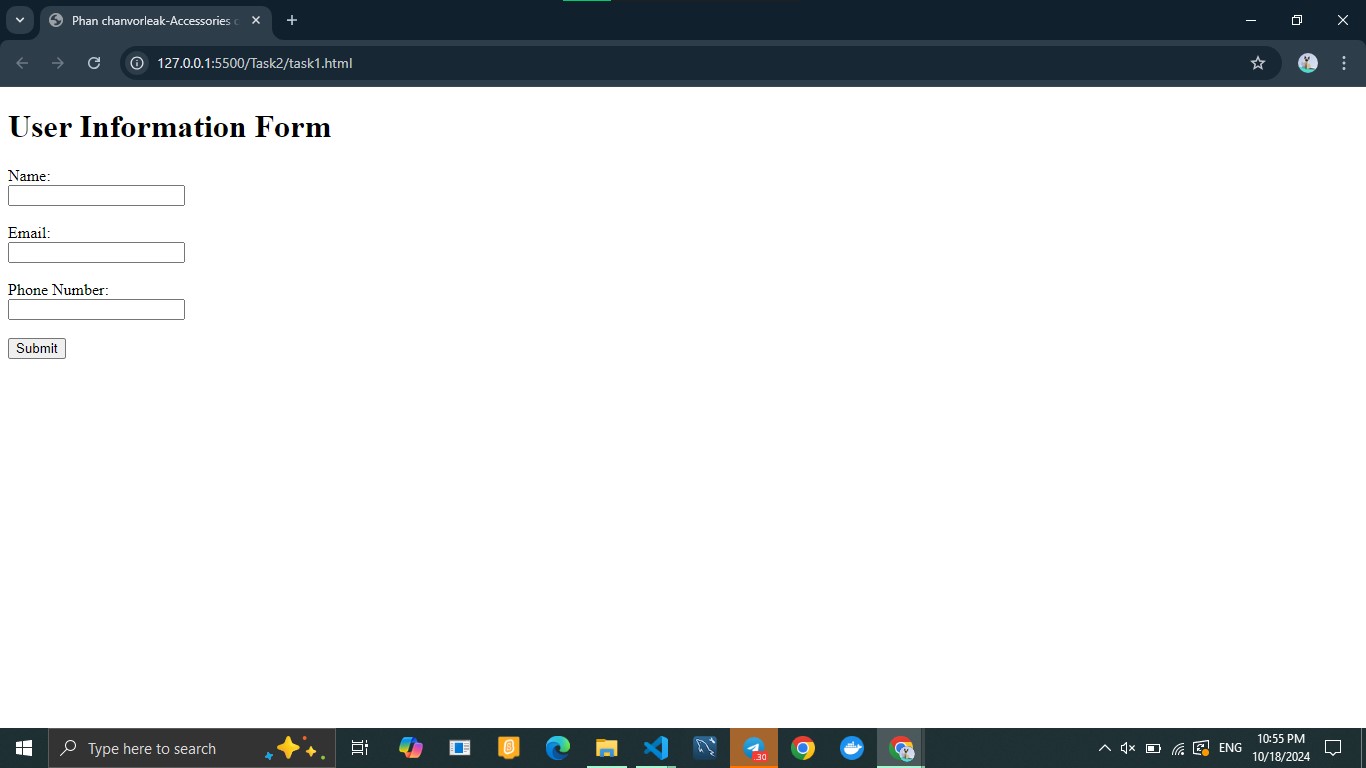 Phan chanvorleak-Accessories
127.0.0.1:5500/Task2/task1.html
User Information Form
Name:
Email:
Phone Number:
Submit
Type here to search
.30
ENG
10:55 PM
10/18/2024